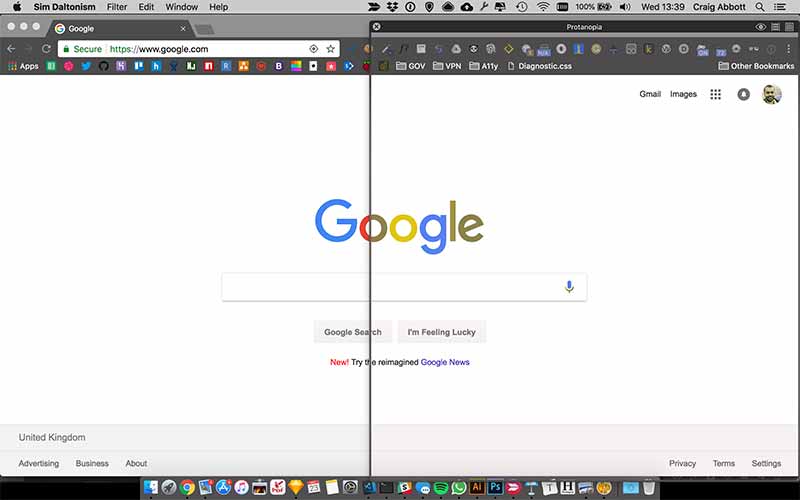 Sim Daltonism Filter Edit Window Help 100% Wed 13:39 Craig Abbott
Google
Protanopia
Secure https://www.google.com
Apps
GOV VPN A11y Diagnostic.css Other Bookmarks
Gmail Images
Google
Google Search I'm Feeling Lucky
New! Try the reimagined Google News
United Kingdom
Advertising Business About
Privacy Terms Settings